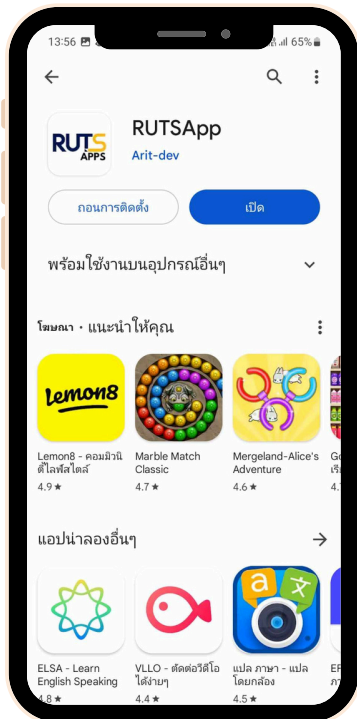 13:56
65%
RUTS
APPS
RUTSApp
Arit-dev
ถอนการติดตั้ง
เปิด
พร้อมใช้งานบนอุปกรณ์อื่นๆ
โฆษณา · แนะนำให้คุณ
Lemon8
Lemon8 - คอมมิวนิ
ตี้ไลฟ์สไตล์
4.9 ★
Marble Match
Classic
4.7 ★
Mergeland-Alice's
Adventure
4.6 ★
แอปน่าลองอื่นๆ
ELSA - Learn
English Speaking
4.8 ★
VLLO - ตัดต่อวิดีโอ
ได้ง่ายๆ
4.4 ★
a
文
แปล ภาษา - แปล
โดยกล้อง
4.5 ★